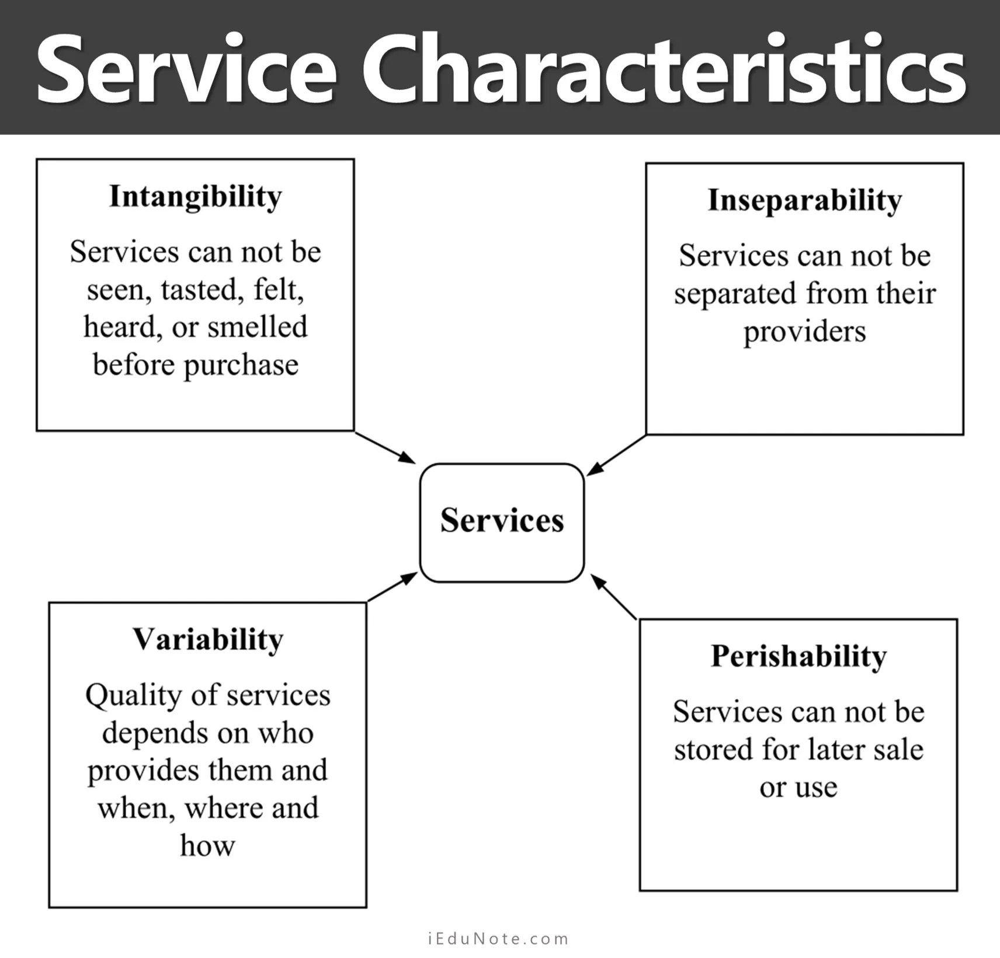 Service Characteristics
Intangibility
Services can not be
seen, tasted, felt,
heard, or smelled
before purchase
Inseparability
Services can not be
separated from their
providers
Services
Variability
Quality of services
depends on who
provides them and
when, where and
how
Perishability
Services can not be
stored for later sale
or use
iEduNote.com